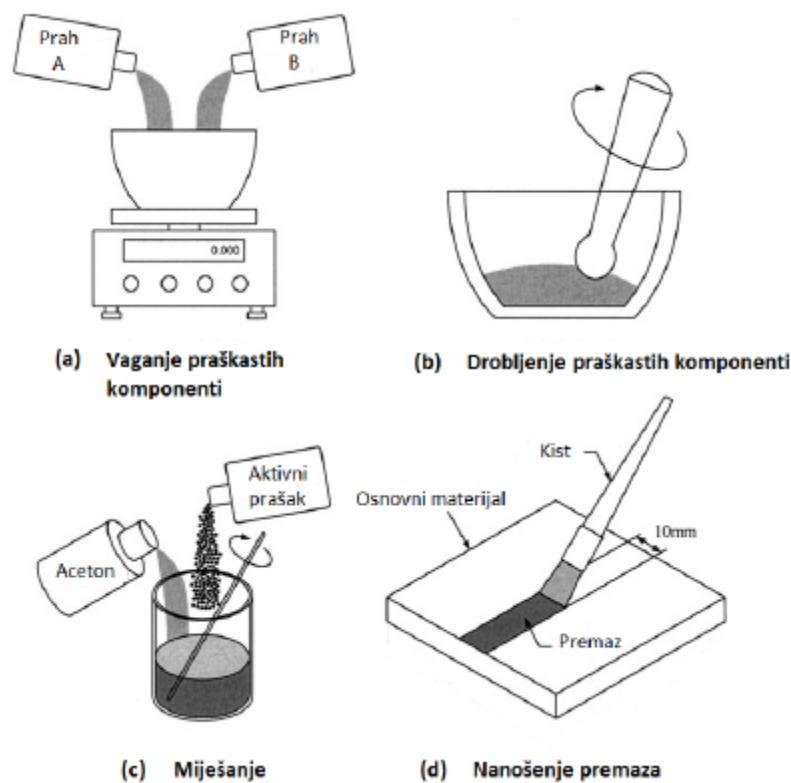 Prah
A
Prah
B
0.000
(a) Vaganje praškastih
komponenti
(b) Drobljenje praškastih komponenti
Aktivni
prašak
Aceton
Kist
Osnovni materijal
10mm
Premaz
(c) Miješanje
(d) Nanošenje premaza